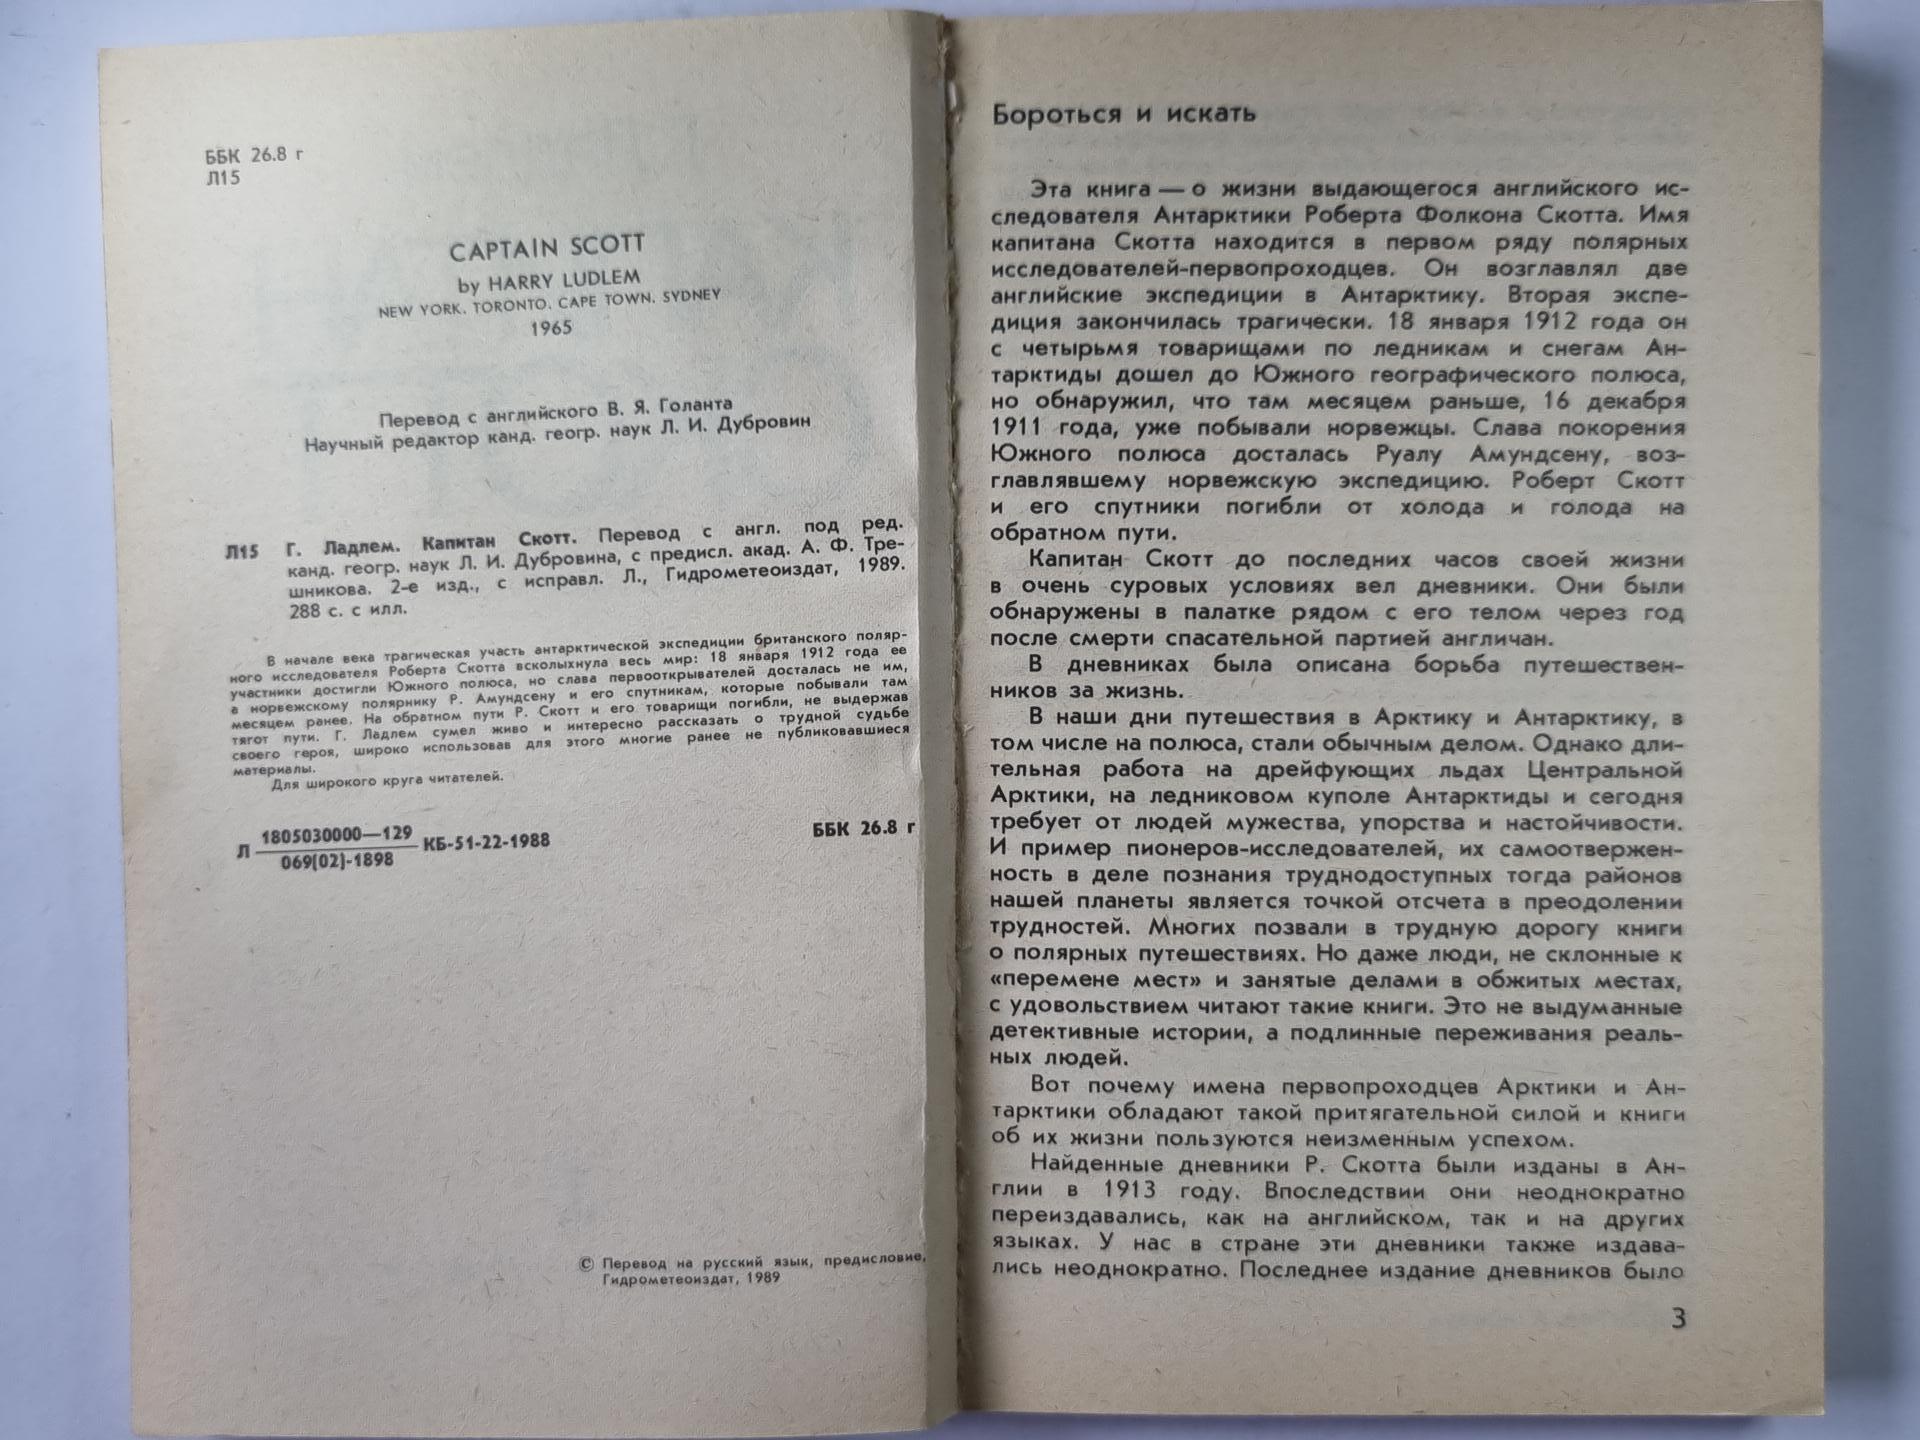 ББК 26.8 г
Л15
CAPTAIN SCOTT
by HARRY LUDLEM
NEW YORK. TORONTO. CAPE TOWN. SYDNEY
1965
Перевод с английского В. Я. Голанта
Научный редактор канд. геогр. наук Л. И. Дубровин
Л15 Г. Ладлем. Капитан Скотт. Перевод с англ. под ред.
канд. геогр. наук Л. И. Дубровина, с предисл. акад. А. Ф. Тре-
шникова. 2-е изд., с исправл. Л., Гидрометеоиздат, 1989.
288 с. с илл.
В начале века трагическая участь антарктической экспедиции британского поляр-
ного исследователя Роберта Скотта всколыхнула весь мир: 18 января 1912 года ее
участники достигли Южного полюса, но слава первооткрывателей досталась не им,
а норвежскому полярнику Р. Амундсену и его спутникам, которые побывали там
месяцем ранее. На обратном пути Р. Скотт и его товарищи погибли, не выдержав
тягот пути. Г. Ладлем сумел живо и интересно рассказать о трудной судьбе
своего героя, широко использовав для этого многие ранее не публиковавшиеся
материалы.
Для широкого круга читателей.
Л 1805030000—129 КБ-51-22-1988
069(02)-1898
ББК 26.8 г
© Перевод на русский язык, предисловие,
Гидрометеоиздат, 1989
Бороться и искать
Эта книга — о жизни выдающегося английского ис-
следователя Антарктики Роберта Фолкона Скотта. Имя
капитана Скотта находится в первом ряду полярных
исследователей-первопроходцев. Он возглавлял две
английские экспедиции в Антарктику. Вторая экспе-
диция закончилась трагически. 18 января 1912 года он
с четырьмя товарищами по ледникам и снегам Ан-
тарктиды дошел до Южного географического полюса,
но обнаружил, что там месяцем раньше, 16 декабря
1911 года, уже побывали норвежцы. Слава покорения
Южного полюса досталась Руалу Амундсену, воз-
главлявшему норвежскую экспедицию. Роберт Скотт
и его спутники погибли от холода и голода на
обратном пути.
Капитан Скотт до последних часов своей жизни
в очень суровых условиях вел дневники. Они были
обнаружены в палатке рядом с его телом через год
после смерти спасательной партией англичан.
В дневниках была описана борьба путешествен-
ников за жизнь.
В наши дни путешествия в Арктику и Антарктику, в
том числе на полюса, стали обычным делом. Однако дли-
тельная работа на дрейфующих льдах Центральной
Арктики, на ледниковом куполе Антарктиды и сегодня
требует от людей мужества, упорства и настойчивости.
И пример пионеров-исследователей, их самоотвержен-
ность в деле познания труднодоступных тогда районов
нашей планеты является точкой отсчета в преодолении
трудностей. Многих позвали в трудную дорогу книги
о полярных путешествиях. Но даже люди, не склонные к
«перемене мест» и занятые делами в обжитых местах,
с удовольствием читают такие книги. Это не выдуманные
детективные истории, а подлинные переживания реаль-
ных людей.
Вот почему имена первопроходцев Арктики и Ан-
тарктики обладают такой притягательной силой и книги
об их жизни пользуются неизменным успехом.
Найденные дневники Р. Скотта были изданы в Ан-
глии в 1913 году. Впоследствии они неоднократно
переиздавались, как на английском, так и на других
языках. У нас в стране эти дневники также издава-
лись неоднократно. Последнее издание дневников было
3